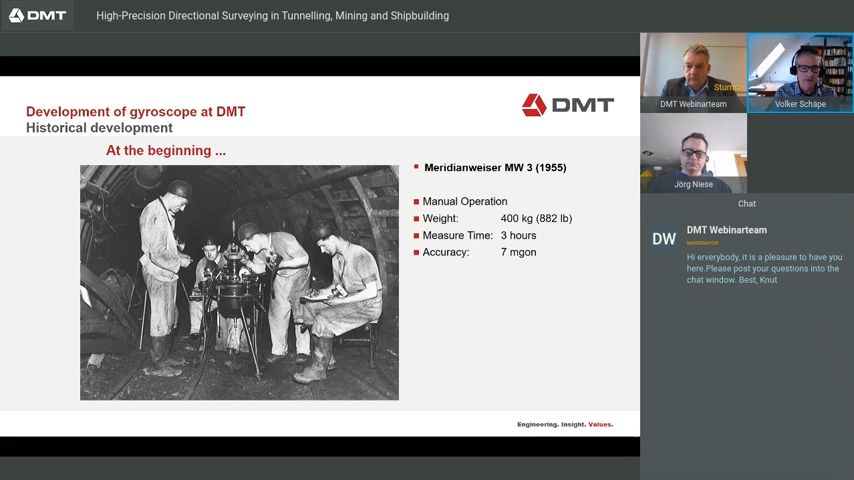 DMT
High-Precision Directional Surveying in Tunnelling, Mining and Shipbuilding
Development of gyroscope at DMT
Historical development
DMT
At the beginning ...
Meridianweiser MW 3 (1955)
Manual Operation
Weight: 400 kg (882 lb)
Measure Time: 3 hours
Accuracy: 7 mgon
Engineering. Insight. Values.
DMT Webinarteam
Volker Schäpe
Jörg Niese
Chat
DW
DMT Webinarteam
MODERATOR
Hi erverybody, it is a pleasure to have you
here.Please post your questions into the
chat window. Best, Knut